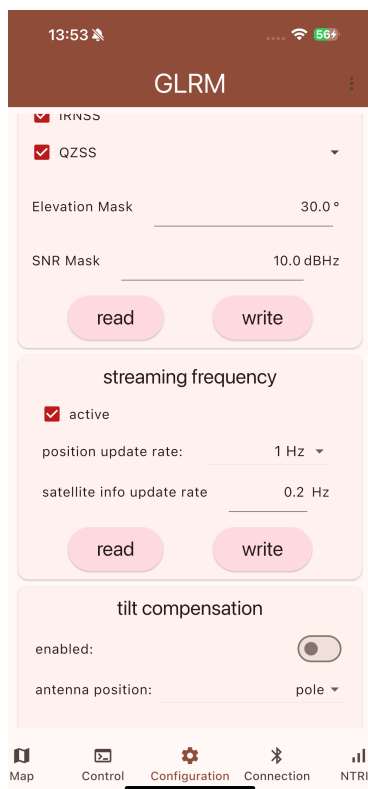 13:53
56
GLRM
IRNSS
QZSS
Elevation Mask 30.0 °
SNR Mask 10.0 dBHz
read write
streaming frequency
active
position update rate: 1 Hz
satellite info update rate 0.2 Hz
read write
tilt compensation
enabled:
antenna position: pole
Map Control Configuration Connection NTRI